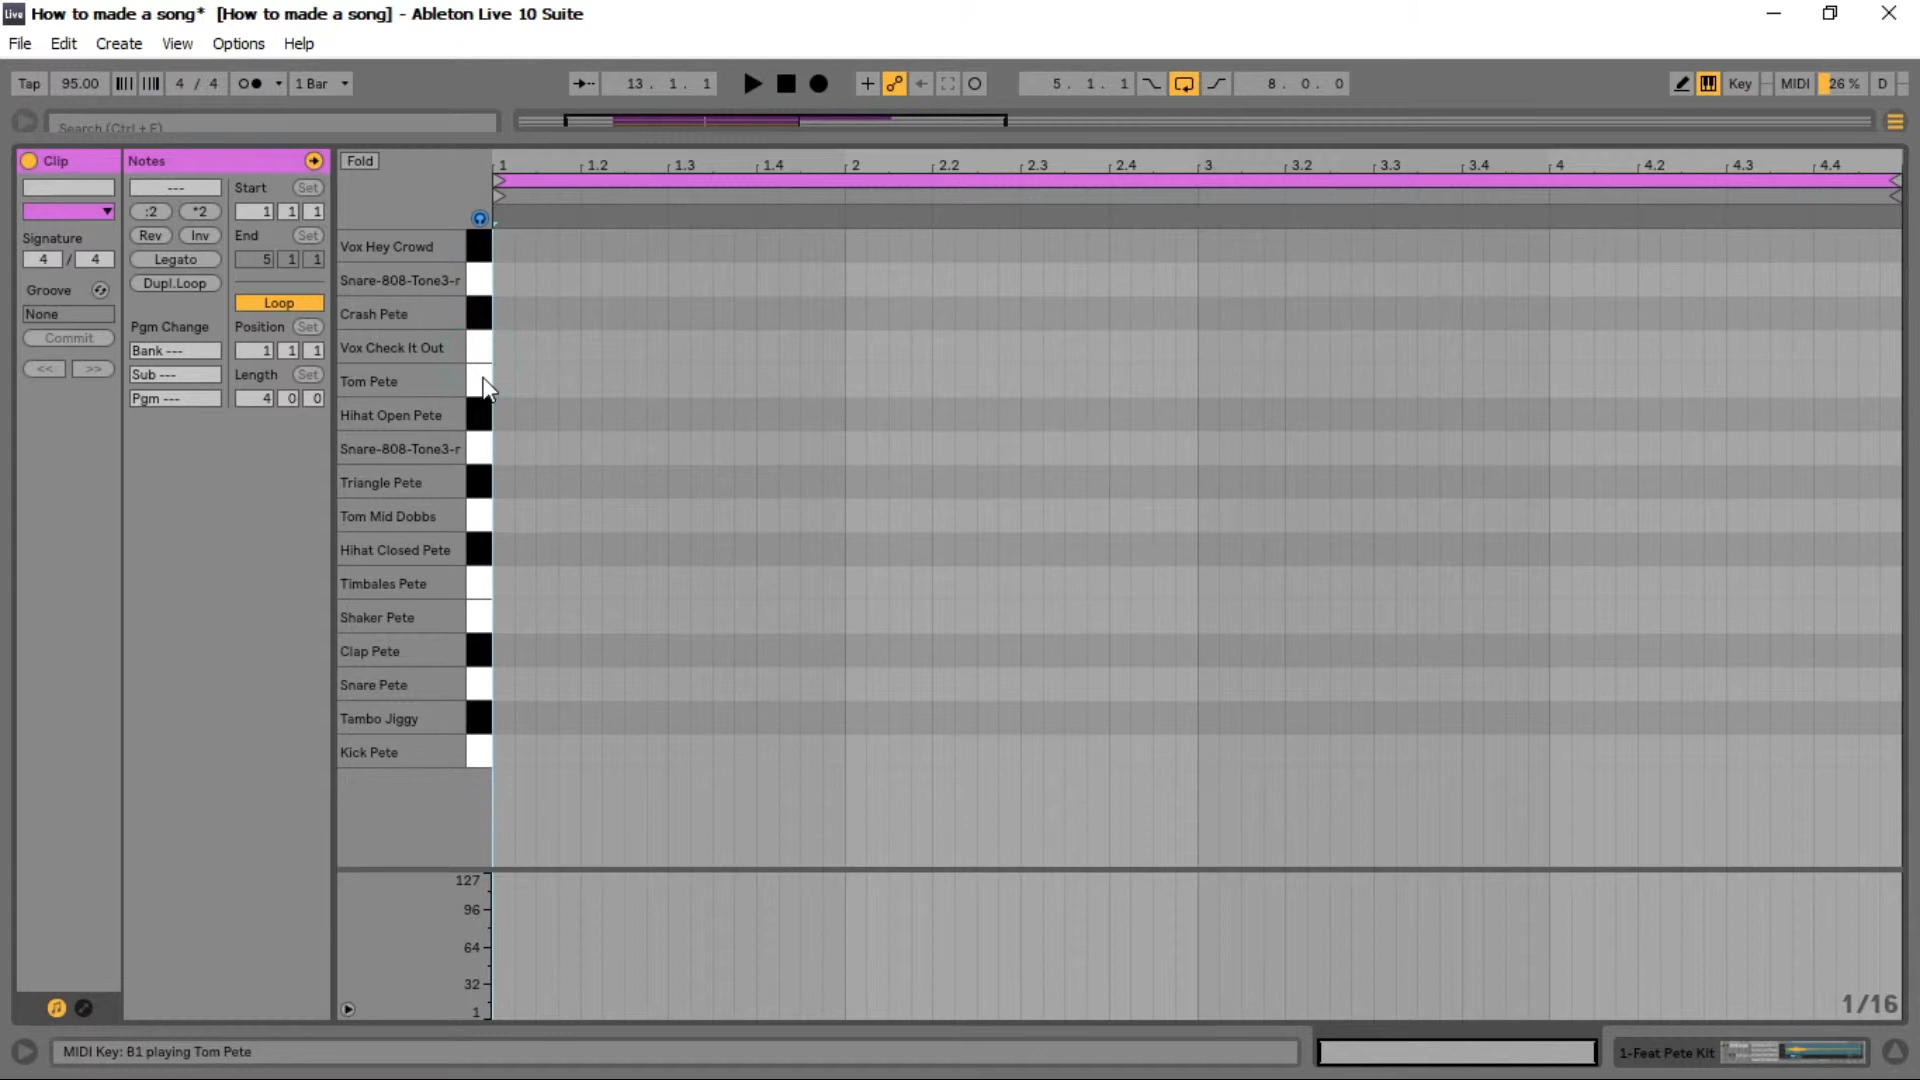 Live How to made a song* [How to made a song] - Ableton Live 10 Suite
File Edit Create View Options Help
Tap 95.00 4 / 4 1 Bar 13 . 1 . 1 5 . 1 . 1 8 . 0 . 0 Key MIDI 26 % D
Search (Ctrl + F)
Clip Notes Fold 1 1.2 1.3 1.4 2 2.2 2.3 2.4 3 3.2 3.3 3.4 4 4.2 4.3 4.4
--- Start Set
:2 *2 1 1 1
Signature Rev Inv End Set
4 / 4 Legato 5 1 1
Groove Dupl.Loop
None Loop
Commit Pgm Change Position Set
<< >> Bank --- 1 1 1
Sub --- Length Set
Pgm --- 4 0 0
Vox Hey Crowd
Snare-808-Tone3-r
Crash Pete
Vox Check It Out
Tom Pete
Hihat Open Pete
Snare-808-Tone3-r
Triangle Pete
Tom Mid Dobbs
Hihat Closed Pete
Timbales Pete
Shaker Pete
Clap Pete
Snare Pete
Tambo Jiggy
Kick Pete
127
96
64
32
1
1/16
MIDI Key: B1 playing Tom Pete 1-Feat Pete Kit